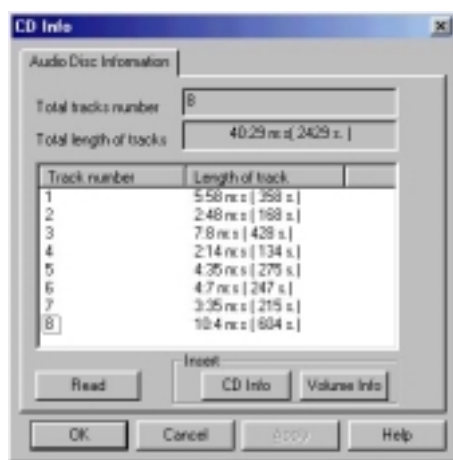 CD Info
Audio Disc Information
Total tracks number 8
Total length of tracks 40:29 m:s( 2429 s. )
Track number Length of track
1 5:58 m:s ( 358 s.)
2 2:48 m:s ( 168 s.)
3 7:8 m:s ( 428 s.)
4 2:14 m:s ( 134 s.)
5 4:35 m:s ( 275 s.)
6 4:7 m:s ( 247 s.)
7 3:35 m:s ( 215 s.)
8 10:4 m:s ( 604 s.)
Insert
Read CD Info Volume Info
OK Cancel Apply Help